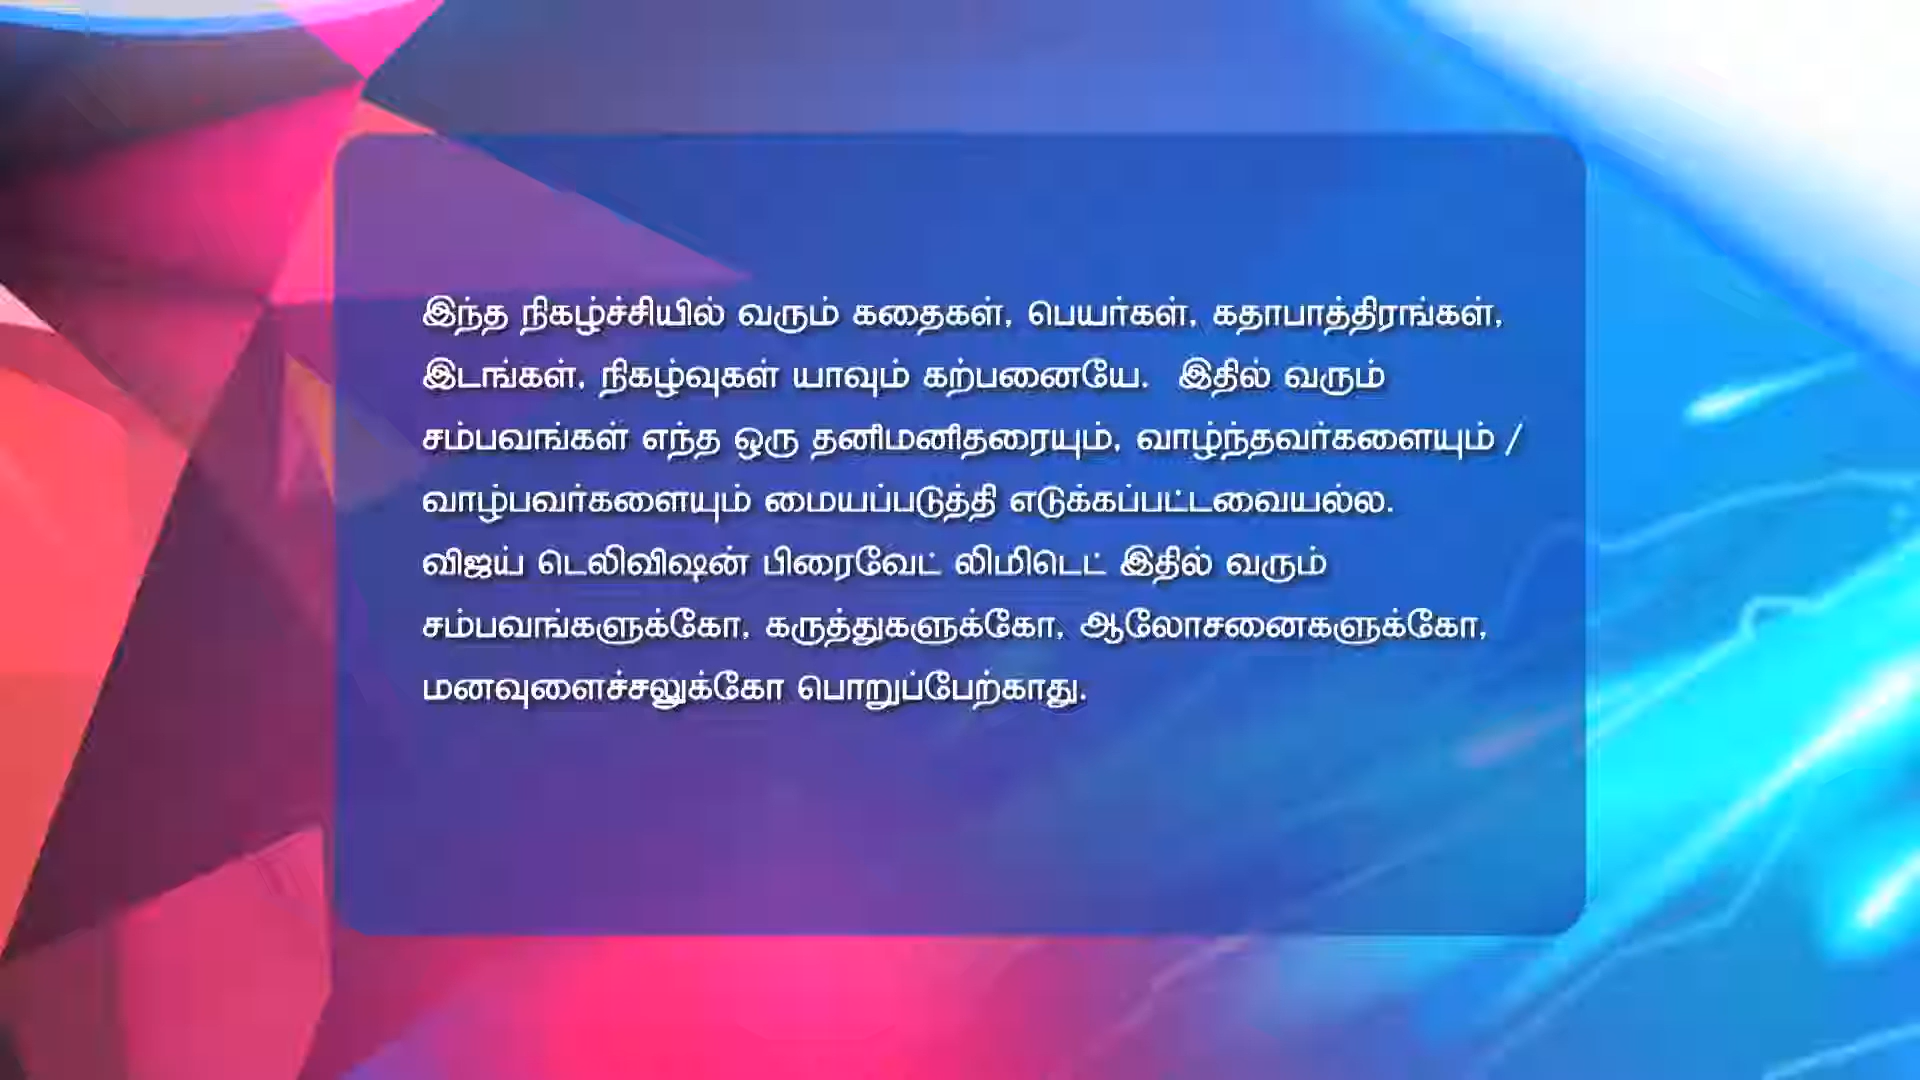 இந்த நிகழ்ச்சியில் வரும் கதைகள், பெயர்கள், கதாபாத்திரங்கள்,
இடங்கள், நிகழ்வுகள் யாவும் கற்பனையே. இதில் வரும்
சம்பவங்கள் எந்த ஒரு தனிமனிதரையும், வாழ்ந்தவர்களையும் /
வாழ்பவர்களையும் மையப்படுத்தி எடுக்கப்பட்டவையல்ல.
விஜய் டெலிவிஷன் பிரைவேட் லிமிடெட் இதில் வரும்
சம்பவங்களுக்கோ, கருத்துகளுக்கோ, ஆலோசனைகளுக்கோ,
மனவுளைச்சலுக்கோ பொறுப்பேற்காது.